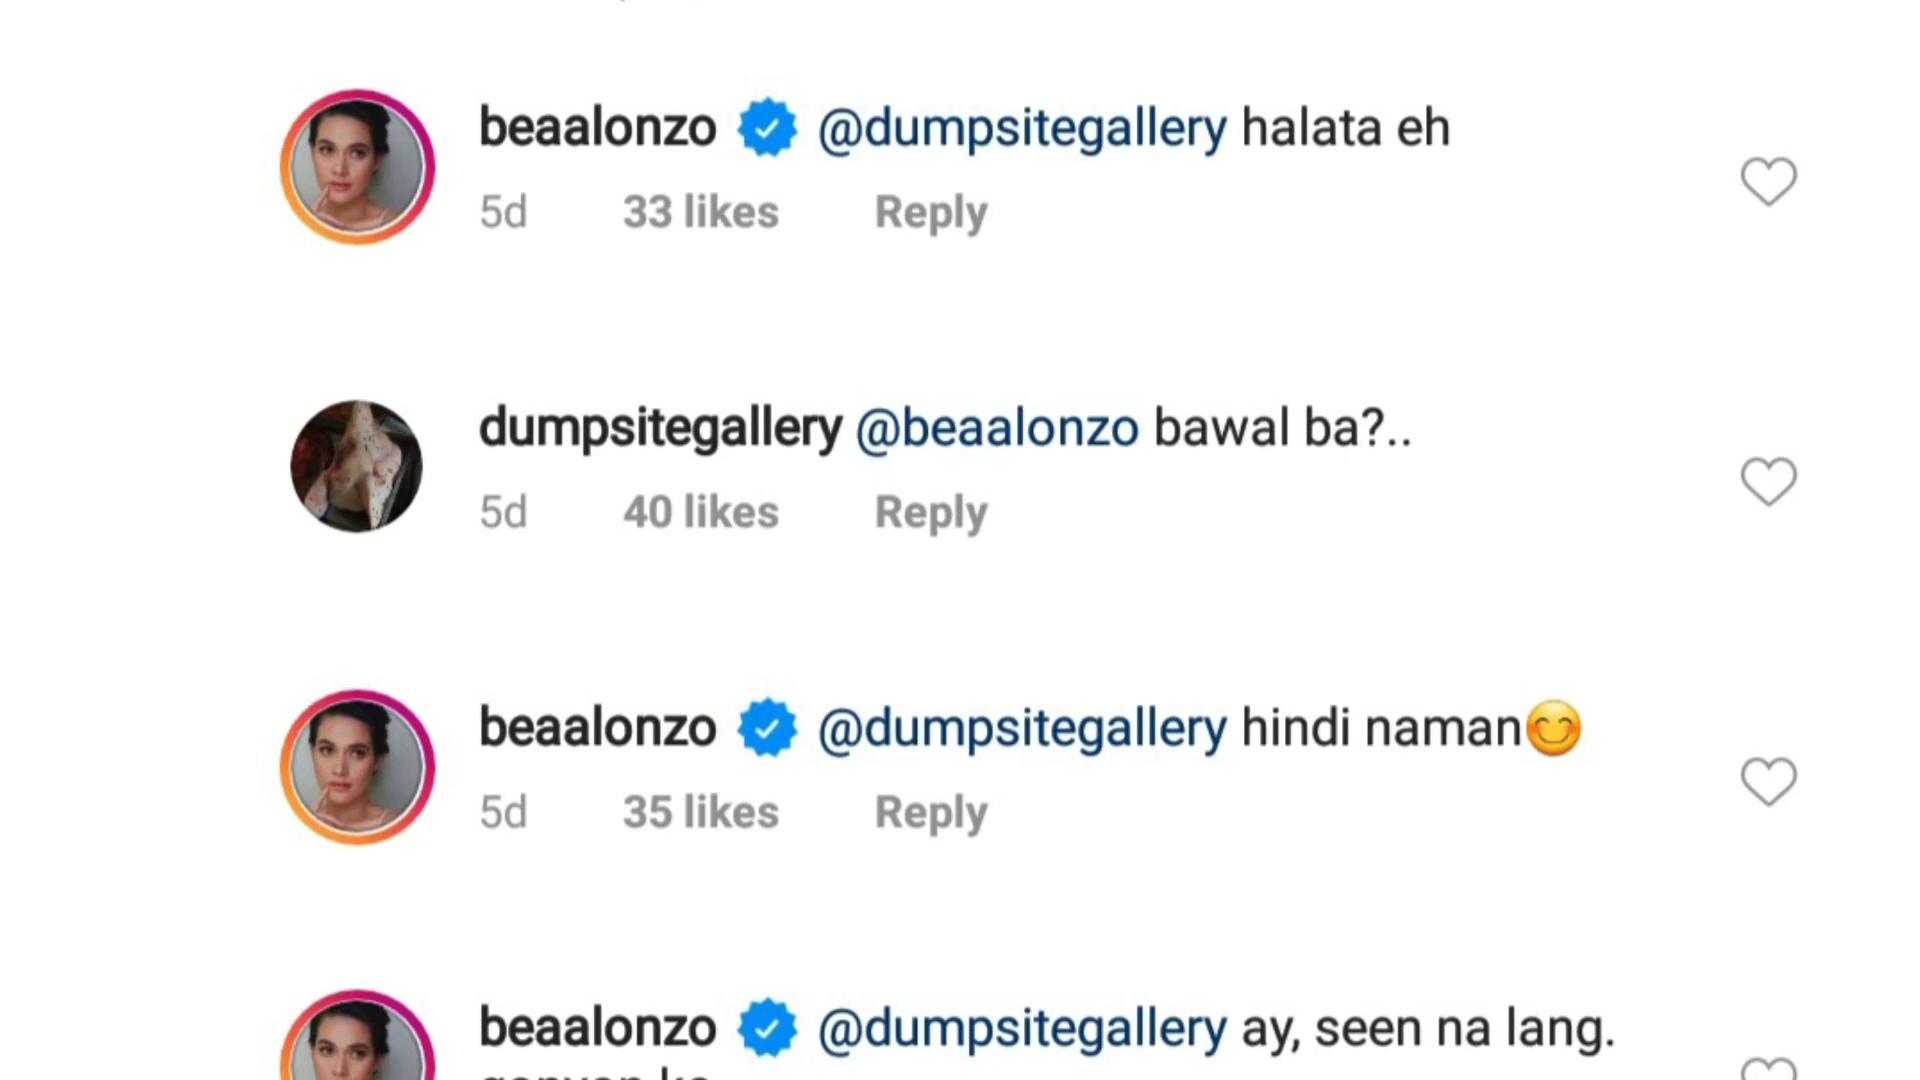 beaalonzo @dumpsitegallery halata eh
5d 33 likes Reply
dumpsitegallery @beaalonzo bawal ba?..
5d 40 likes Reply
beaalonzo @dumpsitegallery hindi naman😊
5d 35 likes Reply
beaalonzo @dumpsitegallery ay, seen na lang.